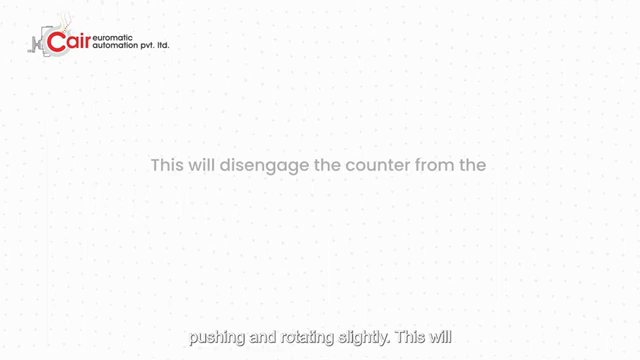 Cair euromatic
automation pvt. ltd.
This will disengage the counter from the
pushing and rotating slightly. This will